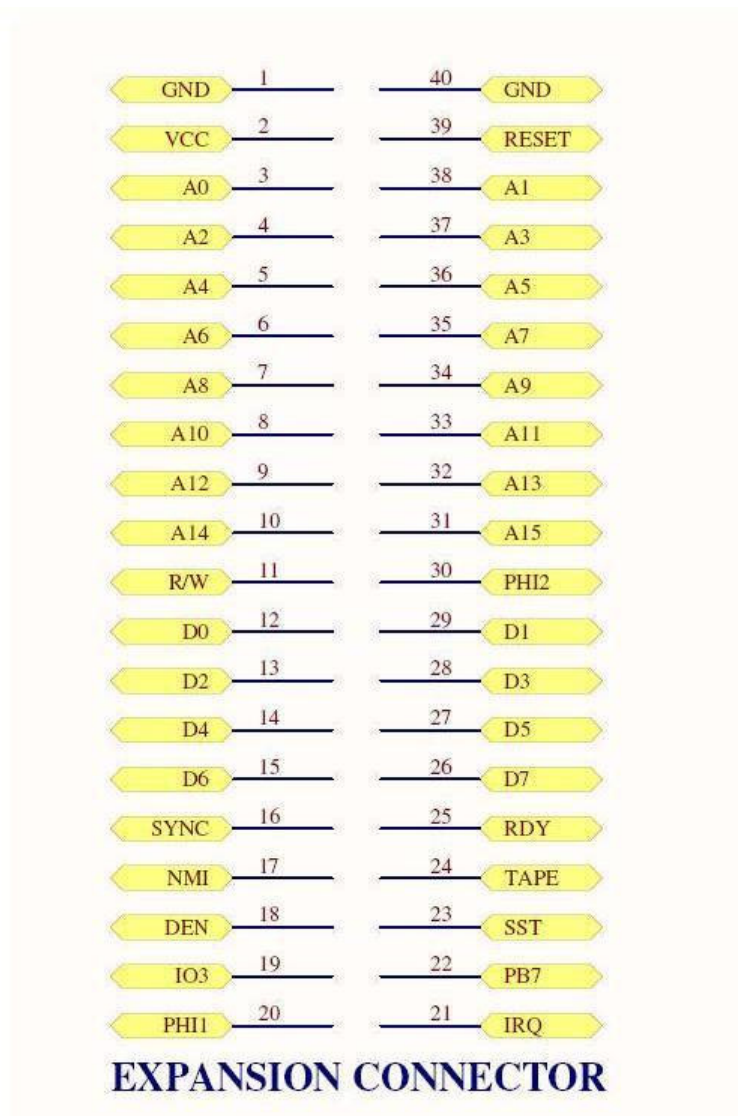 GND 1 40 GND
VCC 2 39 RESET
A0 3 38 A1
A2 4 37 A3
A4 5 36 A5
A6 6 35 A7
A8 7 34 A9
A10 8 33 A11
A12 9 32 A13
A14 10 31 A15
R/W 11 30 PHI2
D0 12 29 D1
D2 13 28 D3
D4 14 27 D5
D6 15 26 D7
SYNC 16 25 RDY
NMI 17 24 TAPE
DEN 18 23 SST
IO3 19 22 PB7
PHI1 20 21 IRQ
EXPANSION CONNECTOR